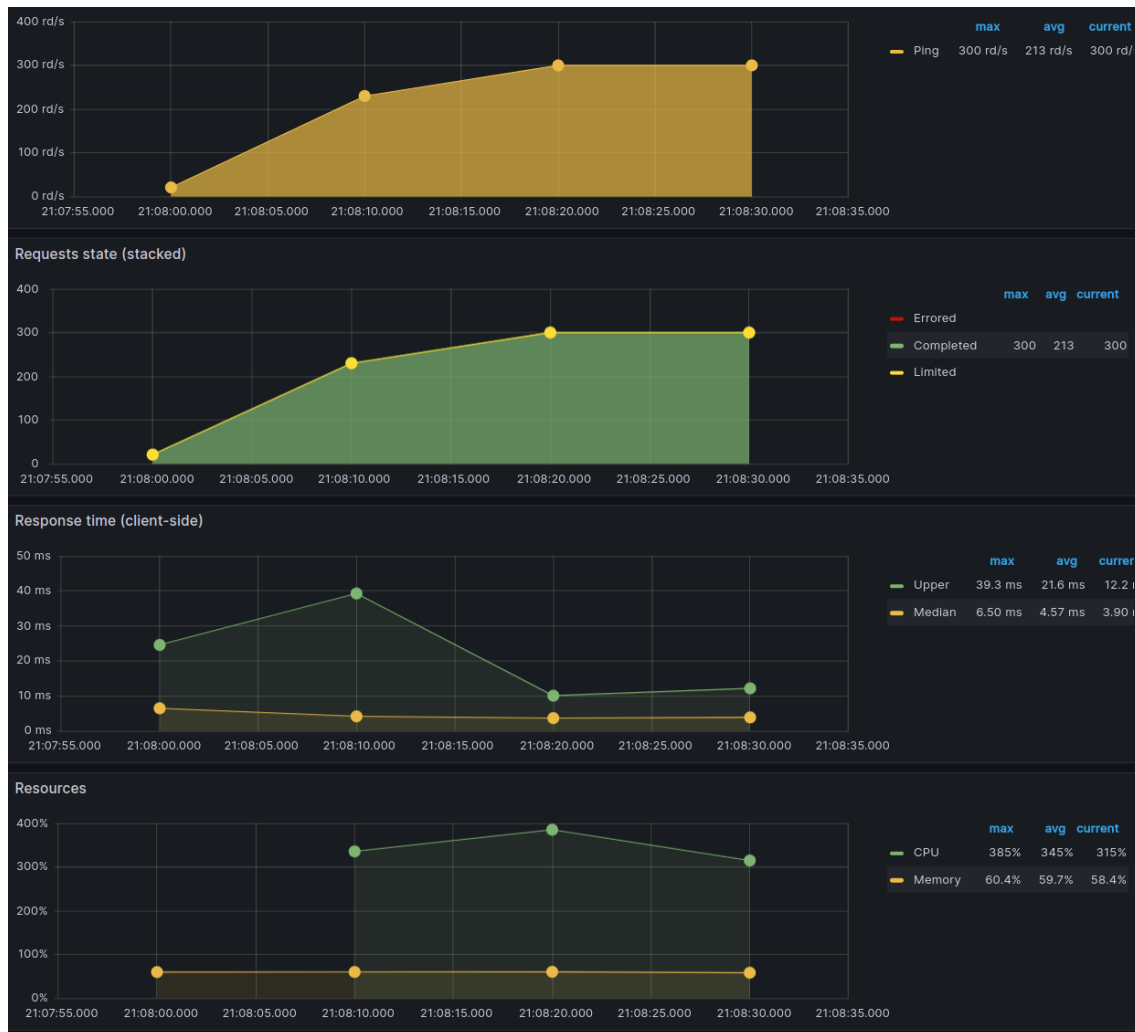 400 rd/s
max avg current
Ping 300 rd/s 213 rd/s 300 rd/
300 rd/s
200 rd/s
100 rd/s
0 rd/s
21:07:55.000 21:08:00.000 21:08:05.000 21:08:10.000 21:08:15.000 21:08:20.000 21:08:25.000 21:08:30.000 21:08:35.000
Requests state (stacked)
400
max avg current
Errored
300
Completed 300 213 300
200
Limited
100
0
21:07:55.000 21:08:00.000 21:08:05.000 21:08:10.000 21:08:15.000 21:08:20.000 21:08:25.000 21:08:30.000 21:08:35.000
Response time (client-side)
50 ms
max avg currer
40 ms
Upper 39.3 ms 21.6 ms 12.2
Median 6.50 ms 4.57 ms 3.90
30 ms
20 ms
10 ms
0 ms
21:07:55.000 21:08:00.000 21:08:05.000 21:08:10.000 21:08:15.000 21:08:20.000 21:08:25.000 21:08:30.000 21:08:35.000
Resources
400%
max avg current
CPU 385% 345% 315%
300%
Memory 60.4% 59.7% 58.4%
200%
100%
0%
21:07:55.000 21:08:00.000 21:08:05.000 21:08:10.000 21:08:15.000 21:08:20.000 21:08:25.000 21:08:30.000 21:08:35.000